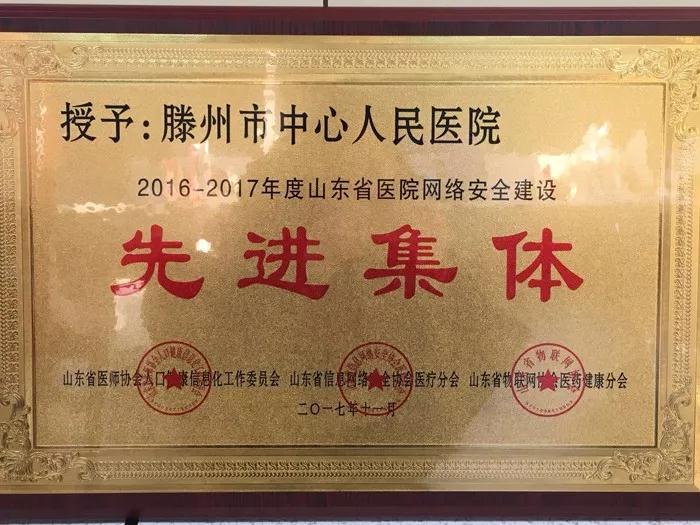 授予：滕州市中心人民医院
2016-2017年度山东省医院网络安全建设
先进集体
山东省医师协会人口健康信息化工作委员会 山东省信息网络安全协会医疗分会 山东省物联网协会医药健康分会
二〇一七年十一月